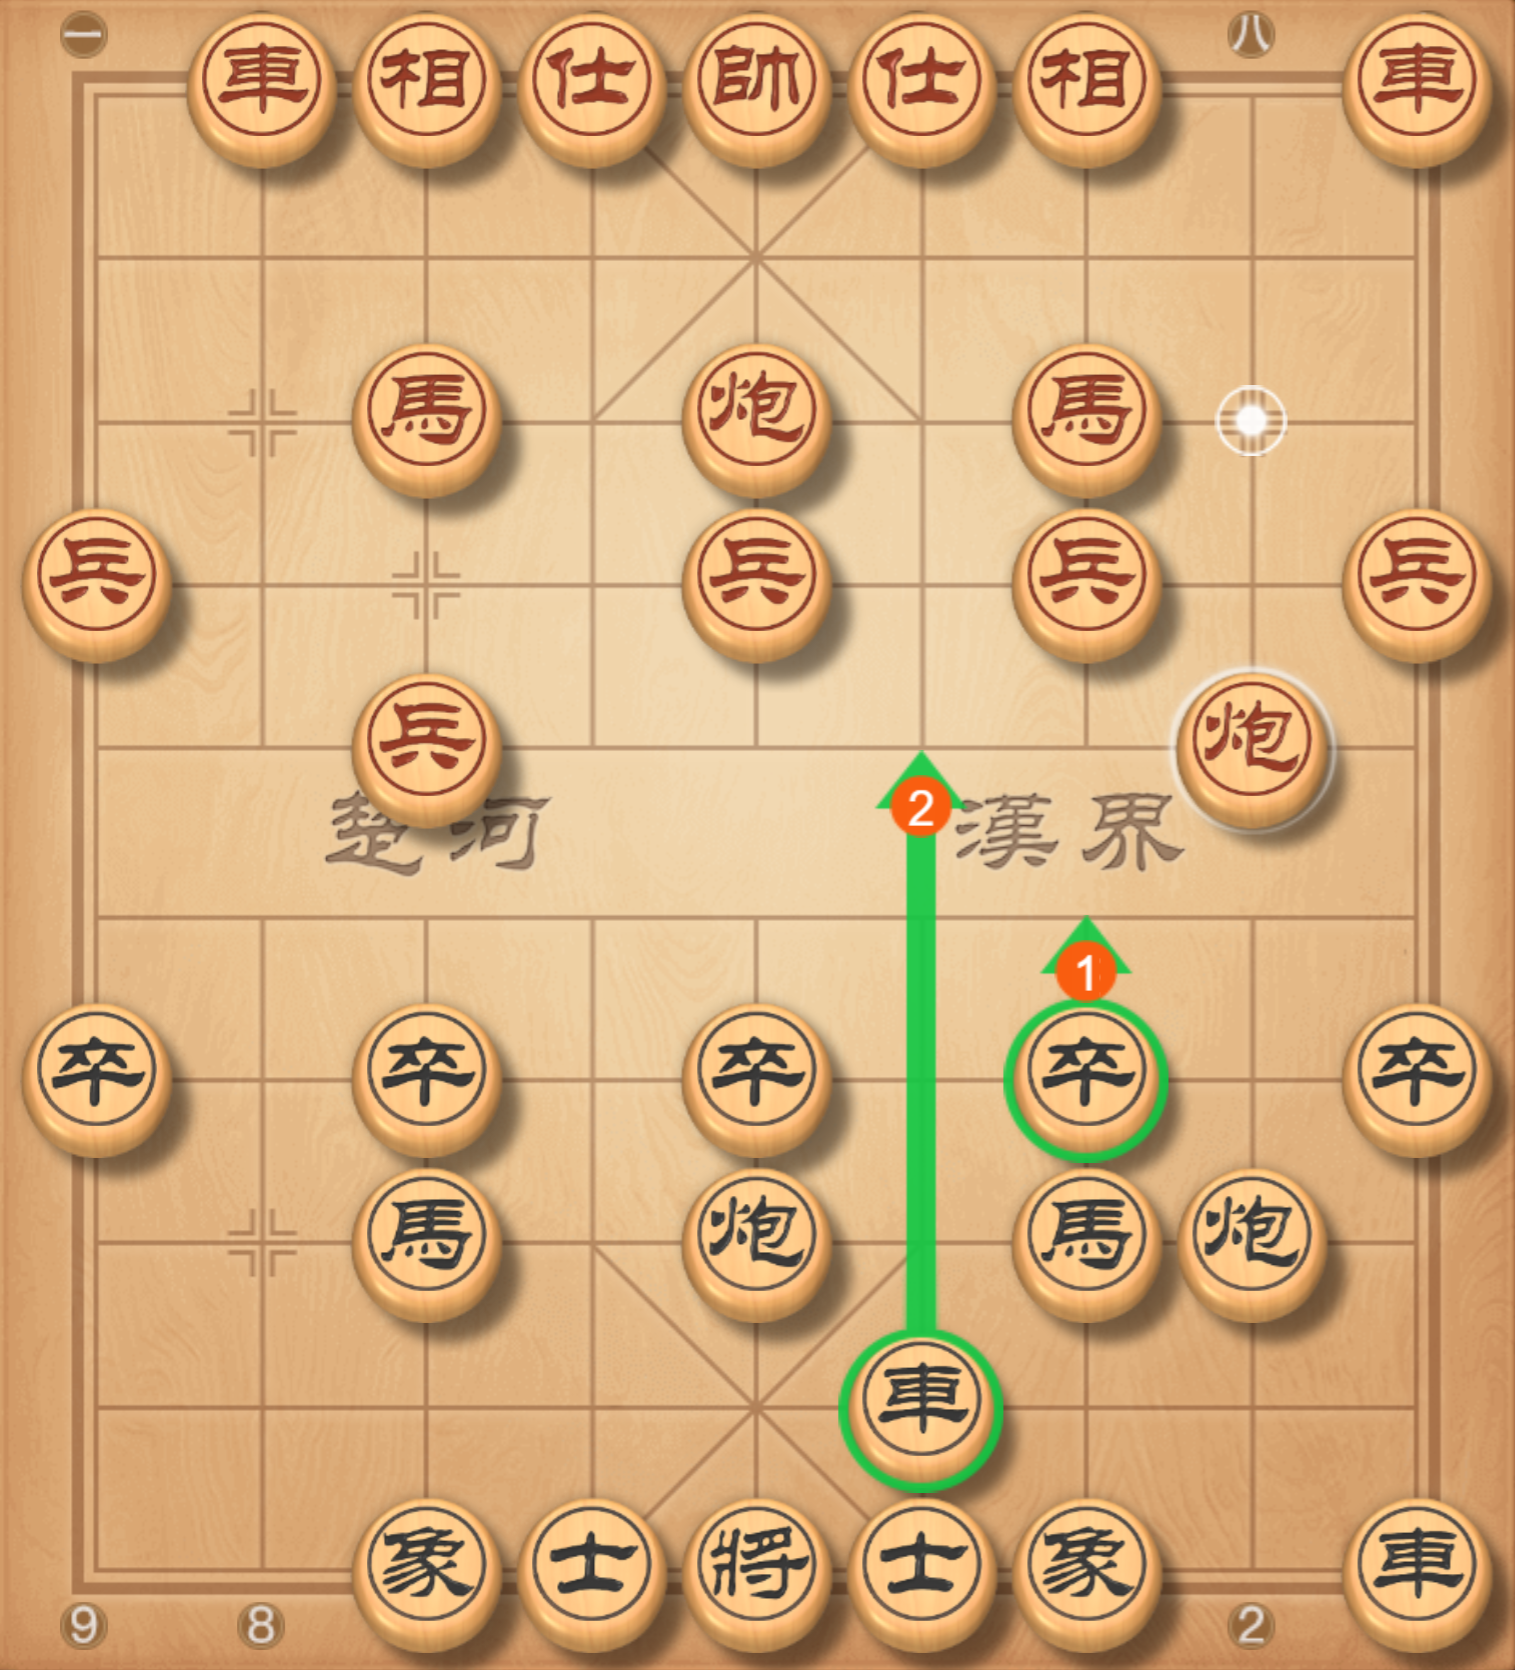 一 八
車 相 仕 帥 仕 相 車
馬 炮 馬
兵 兵 兵 兵
兵 炮
楚河 2 漢界
1
卒 卒 卒 卒 卒
馬 炮 馬 炮
車
象 士 將 士 象 車
9 8 2